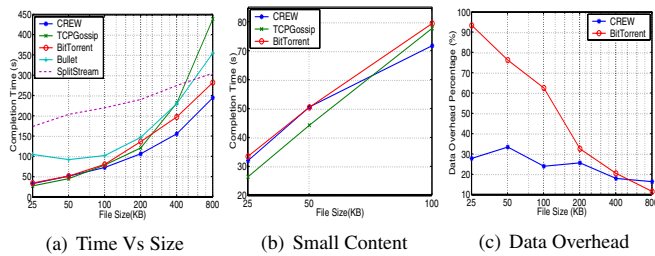 CREW
TCPGossip
BitTorrent
Bullet
SplitStream
Completion Time (s)
450
400
350
300
250
200
150
100
50
0
25 50 100 200 400 800
File Size(KB)
(a) Time Vs Size
CREW
TCPGossip
BitTorrent
Completion Time (s)
80
70
60
50
40
30
20
25 50 100
File Size(KB)
(b) Small Content
CREW
BitTorrent
Data Overhead Percentage (%)
100
90
80
70
60
50
40
30
20
10
0
25 50 100 200 400 800
File Size(KB)
(c) Data Overhead